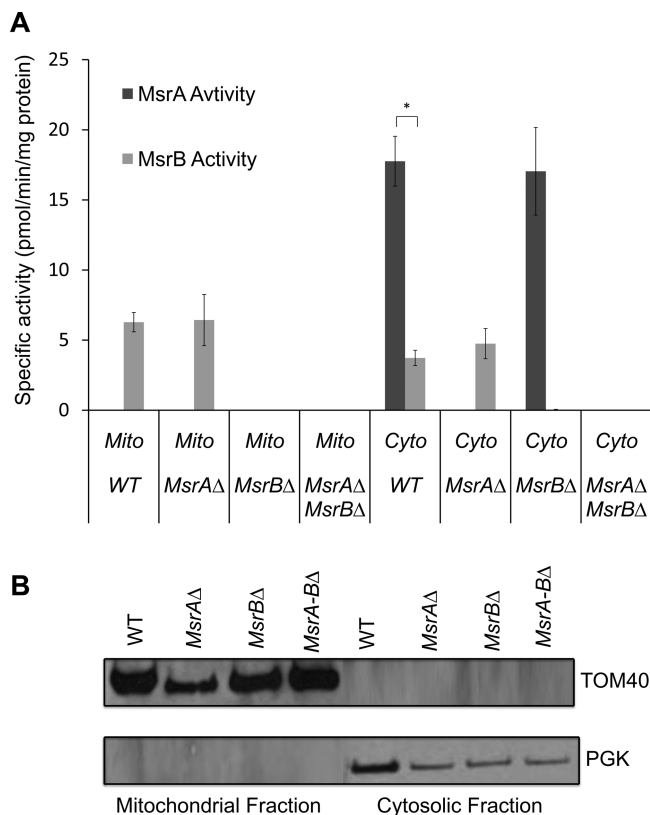 A
Specific activity (pmol/min/mg protein)
25
20
15
10
5
0
MsrA Avtivity
MsrB Activity
*
Mito Mito Mito Mito Cyto Cyto Cyto Cyto
WT MsrAΔ MsrBΔ MsrAΔ WT MsrAΔ MsrBΔ MsrAΔ
MsrBΔ MsrBΔ
B
WT MsrAΔ MsrBΔ MsrA-BΔ WT MsrAΔ MsrBΔ MsrA-BΔ
TOM40
PGK
Mitochondrial Fraction Cytosolic Fraction